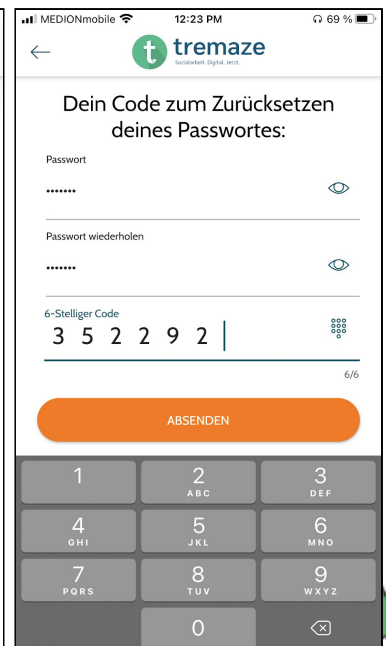 MEDIONmobile 12:23 PM 69 %
tremaze
Sozialarbeit. Digital. Jetzt.
Dein Code zum Zurücksetzen
deines Passwortes:
Passwort
•••••••
Passwort wiederholen
•••••••
6-Stelliger Code
3 5 2 2 9 2
6/6
ABSENDEN
1 2 3
ABC DEF
4 5 6
GHI JKL MNO
7 8 9
PQRS TUV WXYZ
0